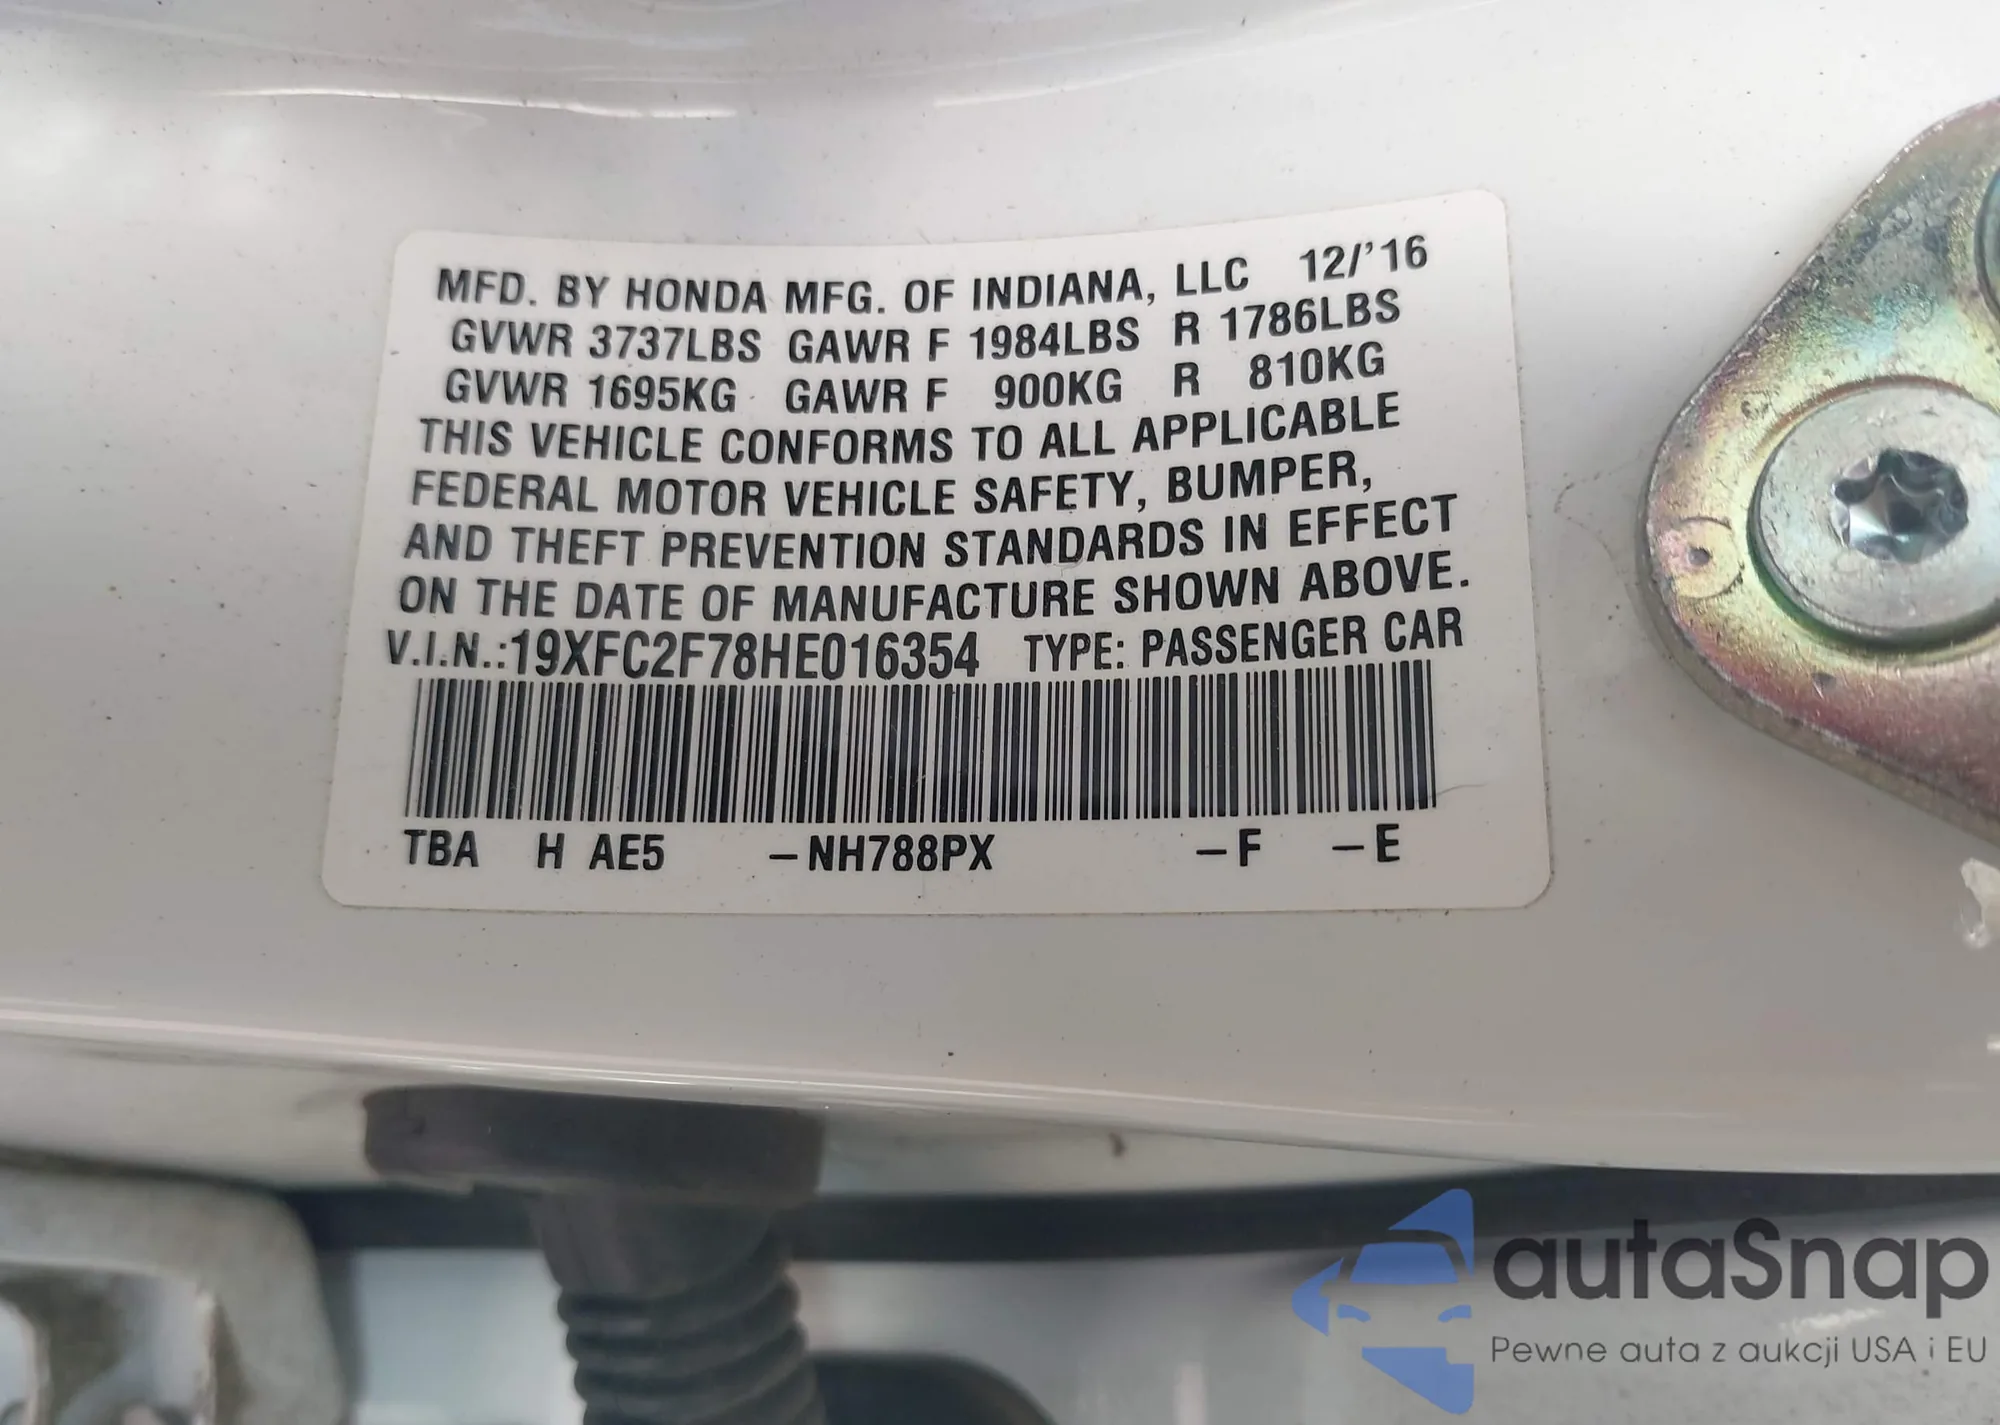 MFD. BY HONDA MFG. OF INDIANA, LLC 12/'16
GVWR 3737LBS GAWR F 1984LBS R 1786LBS
GVWR 1695KG GAWR F 900KG R 810KG
THIS VEHICLE CONFORMS TO ALL APPLICABLE
FEDERAL MOTOR VEHICLE SAFETY, BUMPER,
AND THEFT PREVENTION STANDARDS IN EFFECT
ON THE DATE OF MANUFACTURE SHOWN ABOVE.
V.I.N.:19XFC2F78HE016354 TYPE: PASSENGER CAR
TBA H AE5 –NH788PX –F –E
autaSnap
Pewne auta z aukcji USA i EU